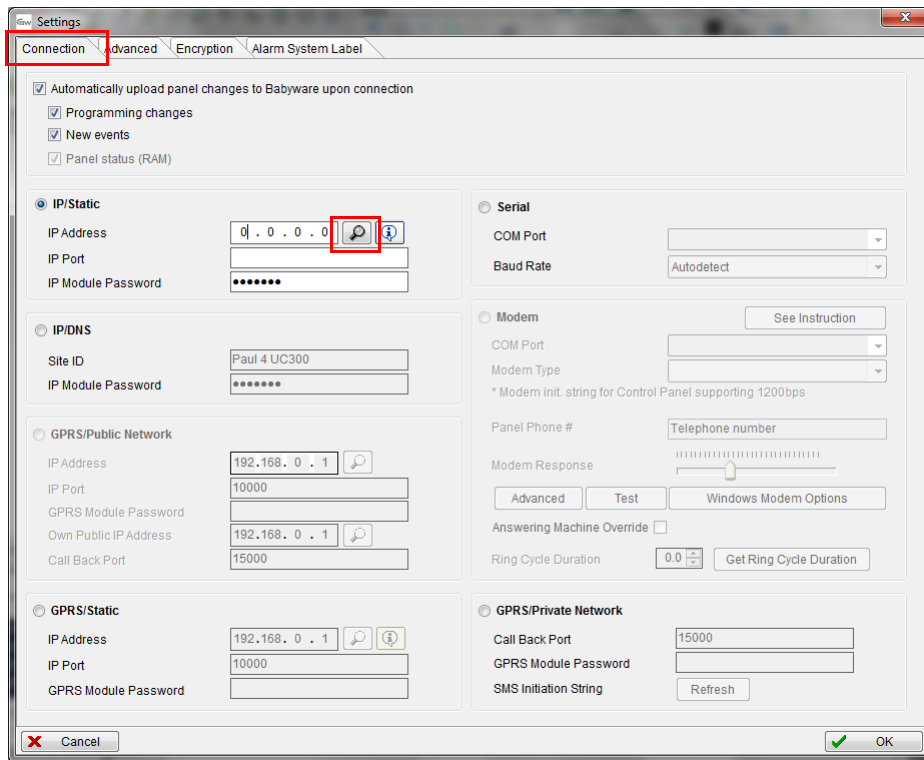 Settings
Connection
Advanced
Encryption
Alarm System Label
Automatically upload panel changes to Babyware upon connection
Programming changes
New events
Panel status (RAM)
IP/Static
IP Address
0 . 0 . 0 . 0
IP Port
IP Module Password
•••••••
IP/DNS
Site ID
Paul 4 UC300
IP Module Password
•••••••
GPRS/Public Network
IP Address
192.168. 0 . 1
IP Port
10000
GPRS Module Password
Own Public IP Address
192.168. 0 . 1
Call Back Port
15000
GPRS/Static
IP Address
192.168. 0 . 1
IP Port
10000
GPRS Module Password
Serial
COM Port
Baud Rate
Autodetect
Modem
See Instruction
COM Port
Modem Type
* Modem init. string for Control Panel supporting 1200bps
Panel Phone #
Telephone number
Modem Response
Advanced
Test
Windows Modem Options
Answering Machine Override
Ring Cycle Duration
0.0
Get Ring Cycle Duration
GPRS/Private Network
Call Back Port
15000
GPRS Module Password
SMS Initiation String
Refresh
Cancel
OK